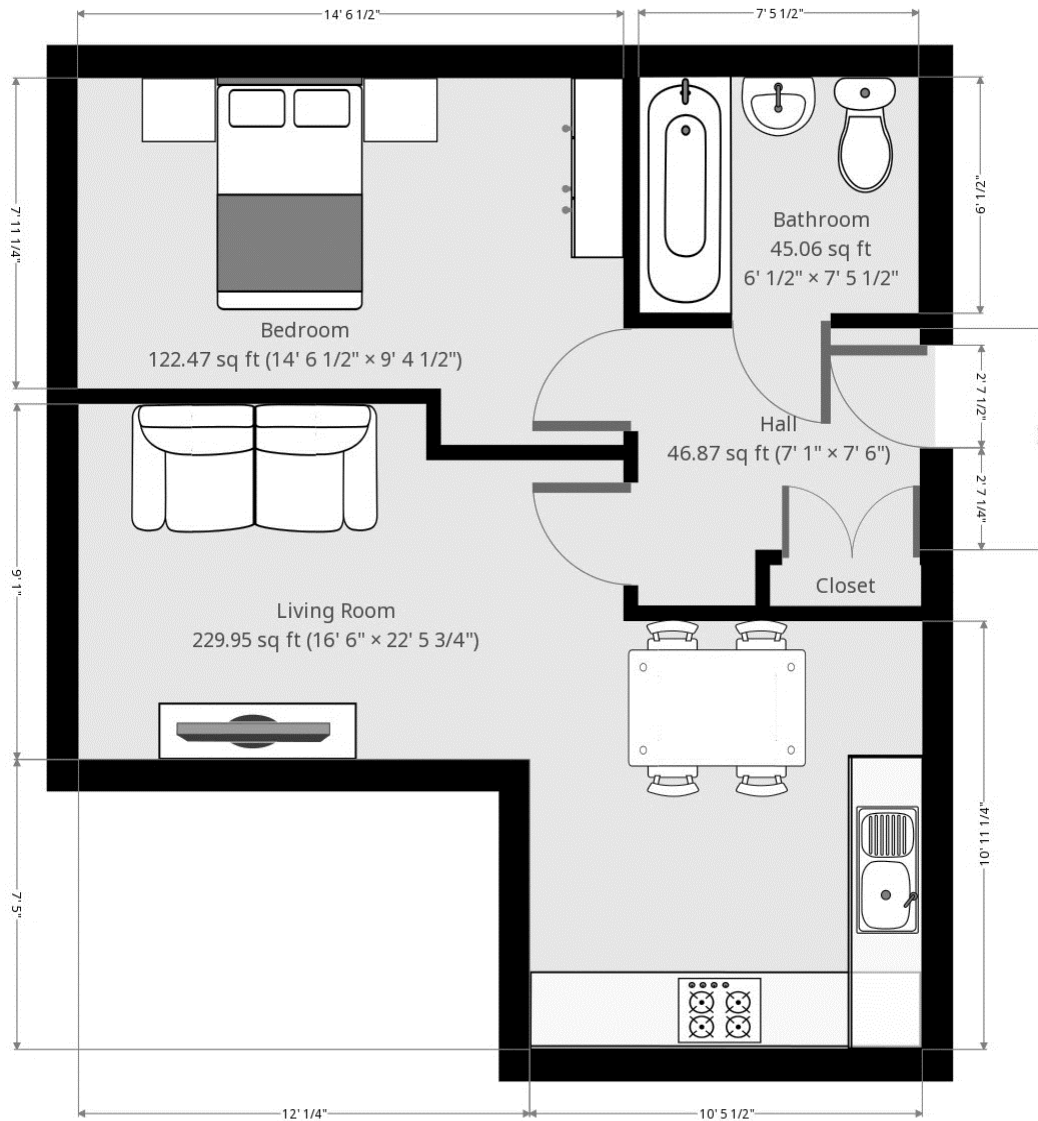 14' 6 1/2"
7' 5 1/2"
7' 11 1/4"
6' 1/2"
Bathroom
45.06 sq ft
6' 1/2" × 7' 5 1/2"
Bedroom
122.47 sq ft (14' 6 1/2" × 9' 4 1/2")
2' 7 1/2"
Hall
46.87 sq ft (7' 1" × 7' 6")
2' 7 1/4"
9' 1"
Closet
Living Room
229.95 sq ft (16' 6" × 22' 5 3/4")
10' 11 1/4"
7' 5"
12' 1/4"
10' 5 1/2"